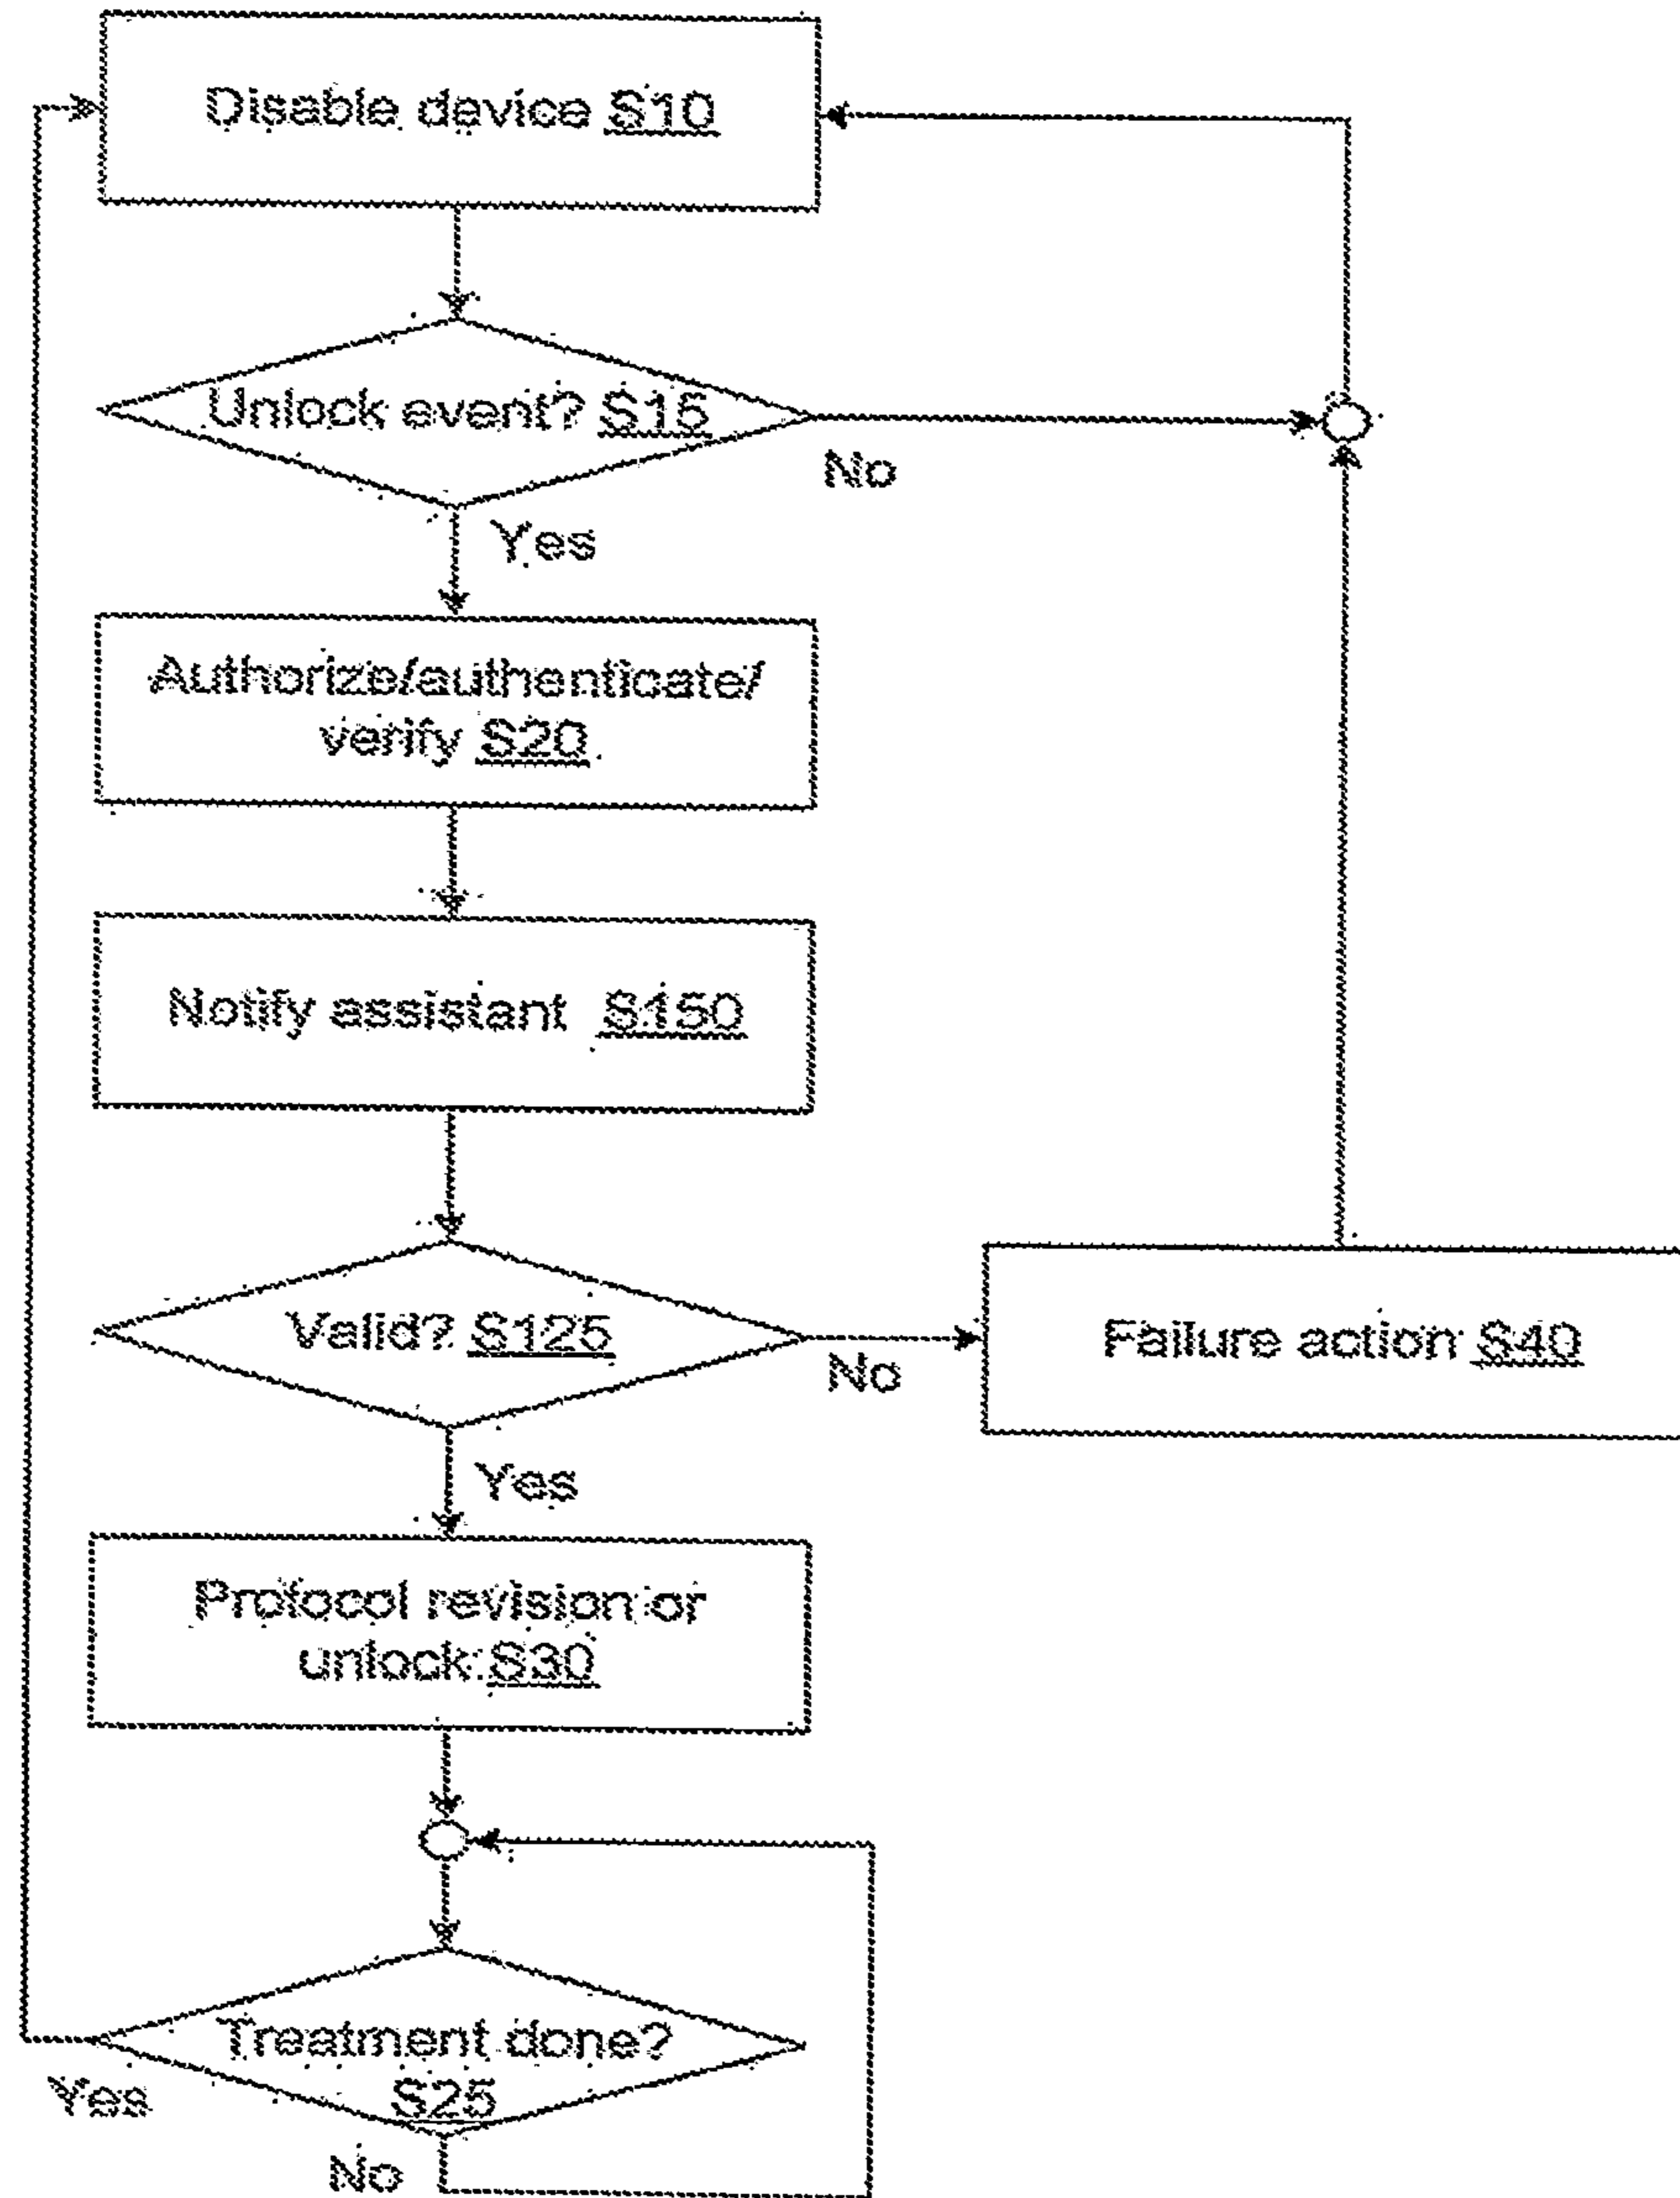 Disable device S10
Unlock event? S15
No
Yes
Authorize/authenticate/
verify S20
Notify assistant S150
Valid? S125
No
Failure action S40
Yes
Protocol revision or
unlock S30
Treatment done?
S25
Yes
No